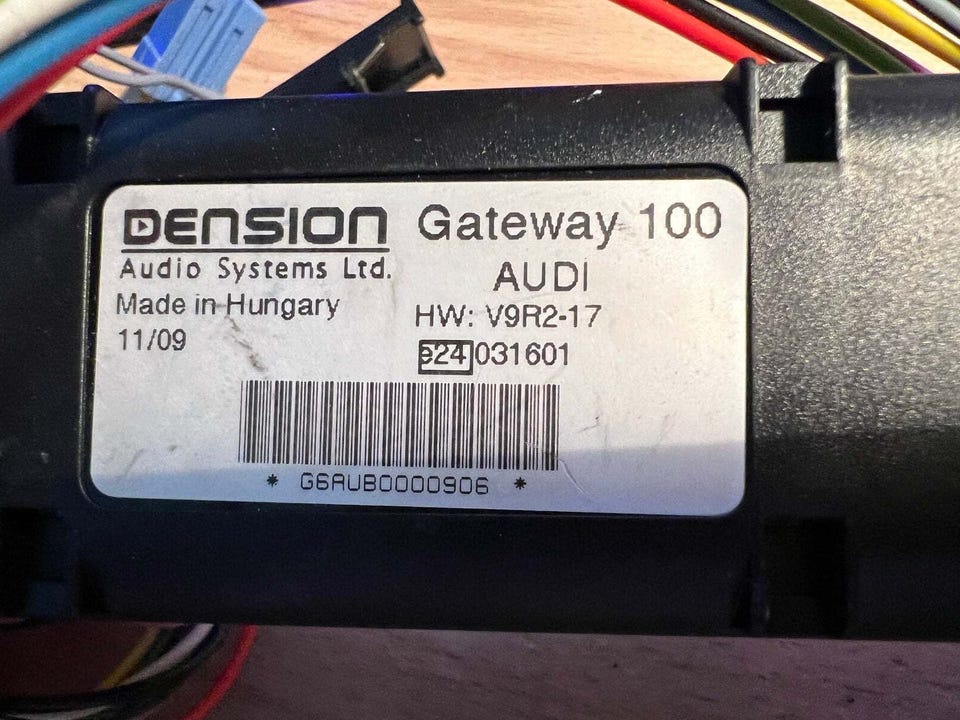 DENSION
Audio Systems Ltd.
Made in Hungary
11/09
Gateway 100
AUDI
HW: V9R2-17
e24 031601
* G6AUB0000906 *